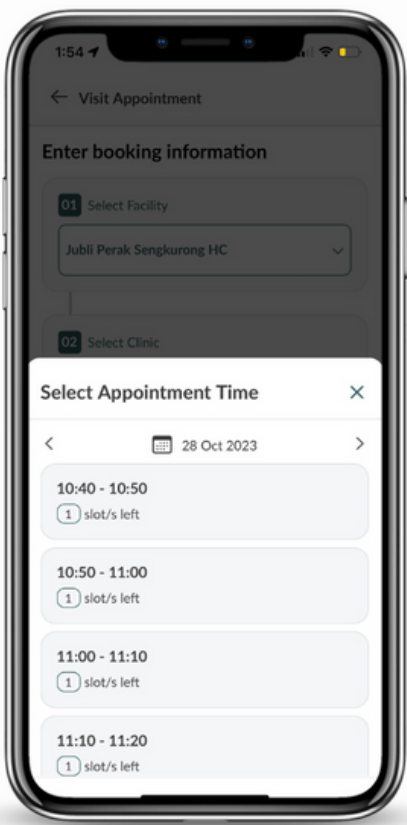 1:54
Visit Appointment
Enter booking information
01 Select Facility
Jubli Perak Sengkurong HC
02 Select Clinic
Select Appointment Time
28 Oct 2023
10:40 - 10:50
1 slot/s left
10:50 - 11:00
1 slot/s left
11:00 - 11:10
1 slot/s left
11:10 - 11:20
1 slot/s left